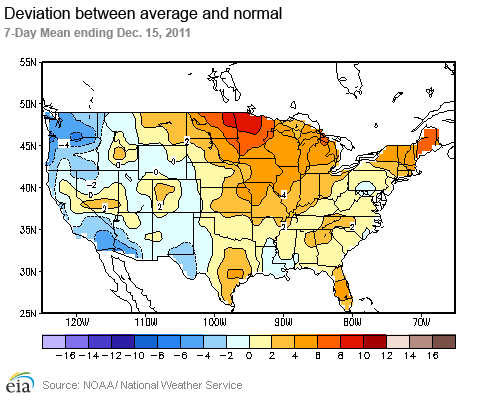 Deviation between average and normal
7-Day Mean ending Dec. 15, 2011
55N
50N
45N
40N
35N
30N
25N
-4
-2
0
2
0
4
0
2
2
4
2
2
2
120W 110W 100W 90W 80W 70W
-16 -14 -12 -10 -8 -6 -4 -2 0 2 4 6 8 10 12 14 16
eia Source: NOAA/National Weather Service